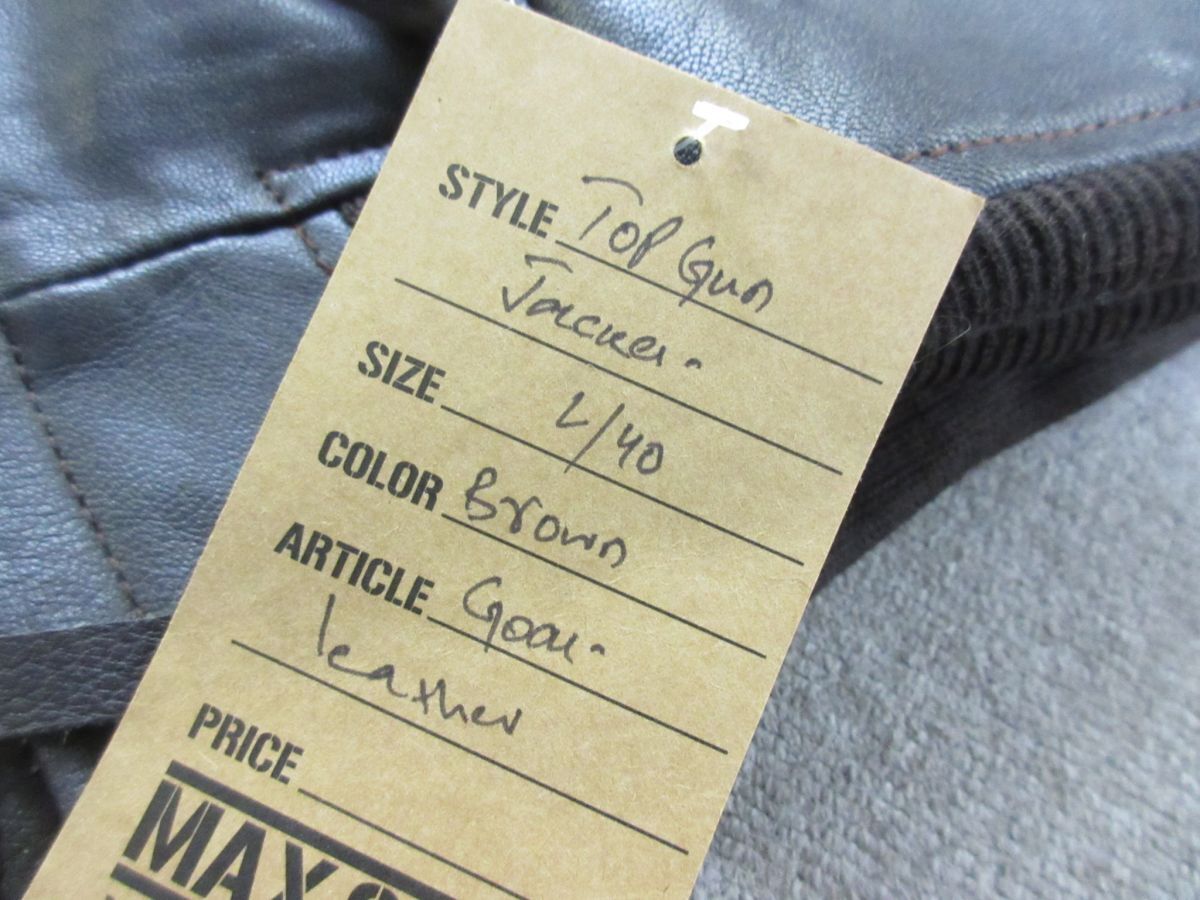 STYLE Top Gun
Jacket.
SIZE L/40
COLOR Brown
ARTICLE Goat
leather
PRICE